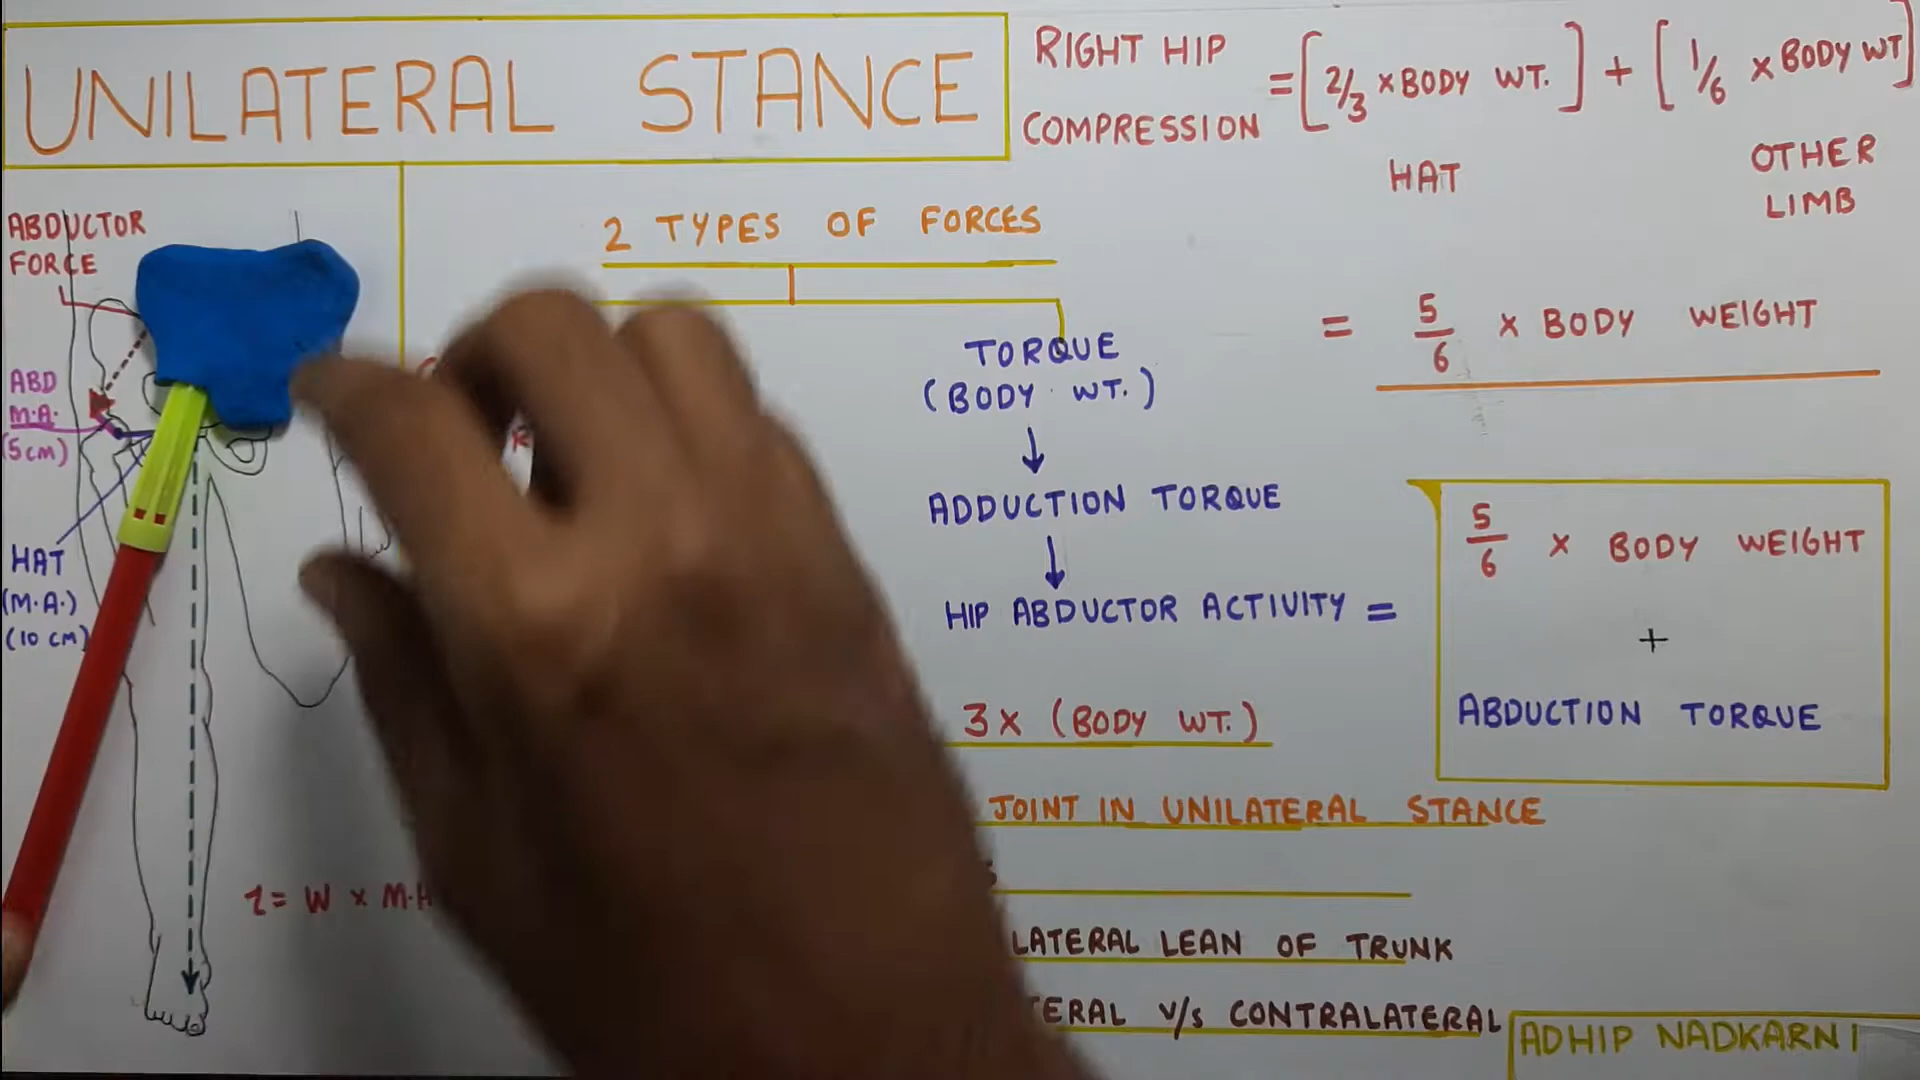 UNILATERAL STANCE
RIGHT HIP
COMPRESSION
= [2/3 × BODY WT.] + [1/6 × BODY WT]
HAT
OTHER
LIMB
= 5/6 × BODY WEIGHT
ABDUCTOR
FORCE
ABD
M.A.
(5 CM)
HAT
(M.A.)
(10 CM)
τ = W × M.
2 TYPES OF FORCES
TORQUE
(BODY WT.)
↓
ADDUCTION TORQUE
↓
HIP ABDUCTOR ACTIVITY =
5/6 × BODY WEIGHT
+
ABDUCTION TORQUE
3 × (BODY WT.)
JOINT IN UNILATERAL STANCE
LATERAL LEAN OF TRUNK
TERAL V/S CONTRALATERAL
ADHIP NADKARNI